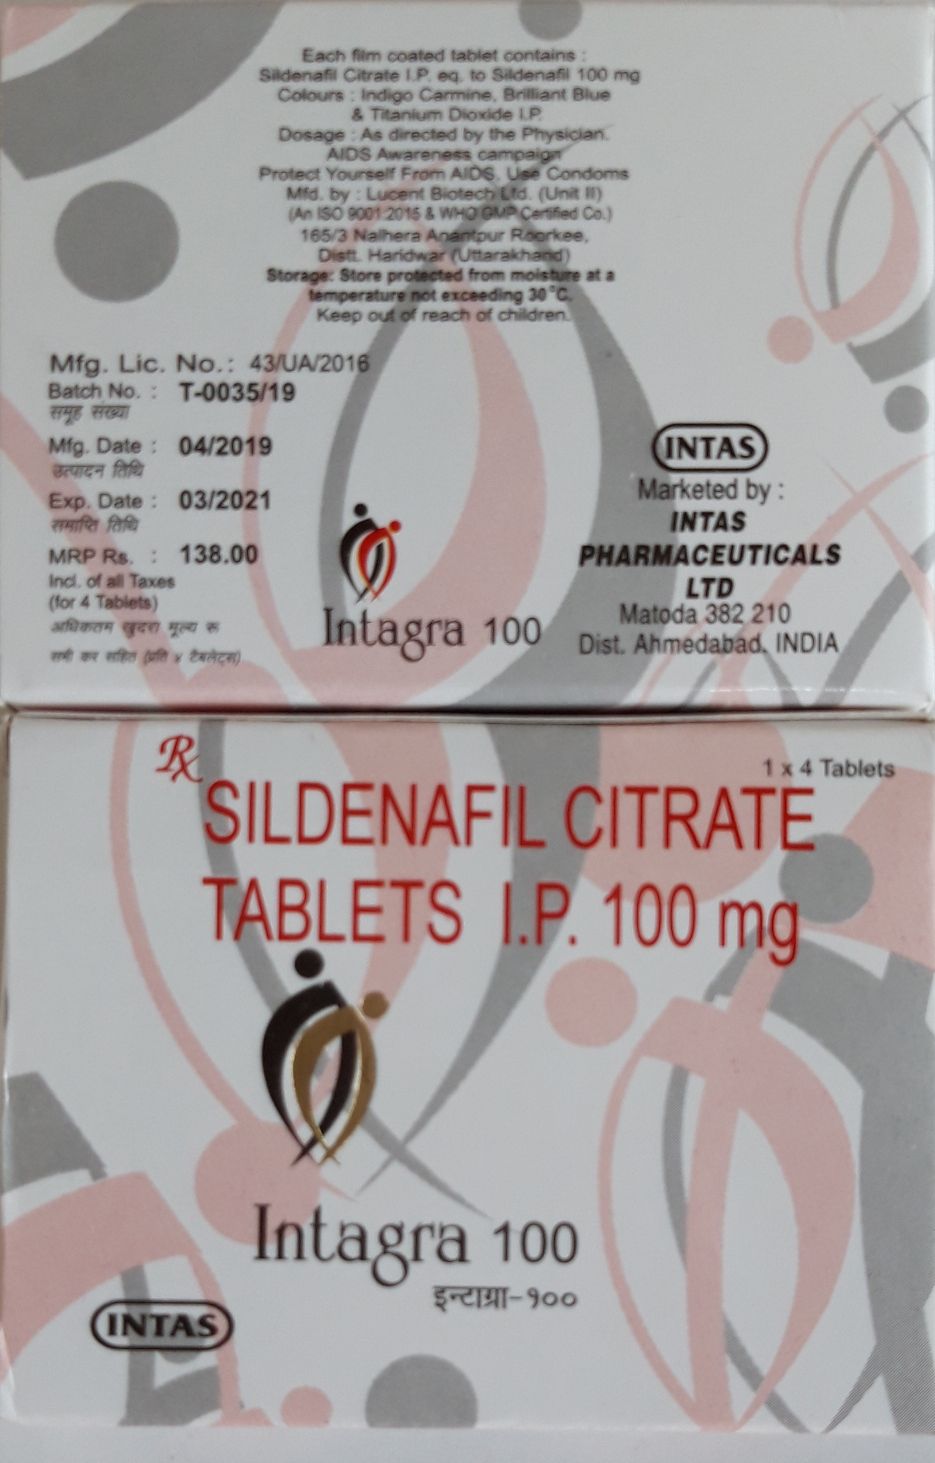 Each film coated tablet contains :
Sildenafil Citrate I.P. eq. to Sildenafil 100 mg
Colours : Indigo Carmine, Brilliant Blue
& Titanium Dioxide I.P.
Dosage : As directed by the Physician.
AIDS Awareness campaign
Protect Yourself From AIDS. Use Condoms
Mfd. by : Lucent Biotech Ltd. (Unit II)
(An ISO 9001:2015 & WHO GMP Certified Co.)
165/3 Nalhera Anantpur Roorkee,
Distt. Haridwar (Uttarakhand)
Storage: Store protected from moisture at a
temperature not exceeding 30°C.
Keep out of reach of children.
Mfg. Lic. No. : 43/UA/2016
Batch No. : T-0035/19
समूह संख्या
Mfg. Date : 04/2019
उत्पादन तिथि
Exp. Date : 03/2021
समाप्ति तिथि
MRP Rs. : 138.00
Incl. of all Taxes
(for 4 Tablets)
अधिकतम खुदरा मूल्य रू
सभी कर सहित (प्रति ४ टैबलेट्स)
Intagra 100
INTAS
Marketed by :
INTAS
PHARMACEUTICALS
LTD
Matoda 382 210
Dist. Ahmedabad. INDIA
Rx
1 x 4 Tablets
SILDENAFIL CITRATE
TABLETS I.P. 100 mg
Intagra 100
इन्टाग्रा-१००
INTAS